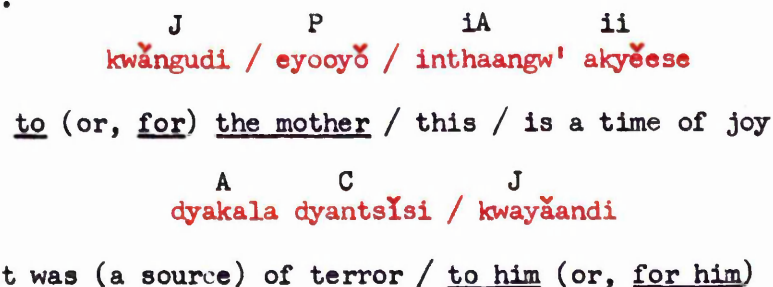 J P iA ii
kwǎngudi / eyooyǒ / inthaangw' akyěese
to (or, for) the mother / this / is a time of joy
A C J
dyakala dyantsǐsi / kwayǎandi
t was (a source) of terror / to him (or, for him)